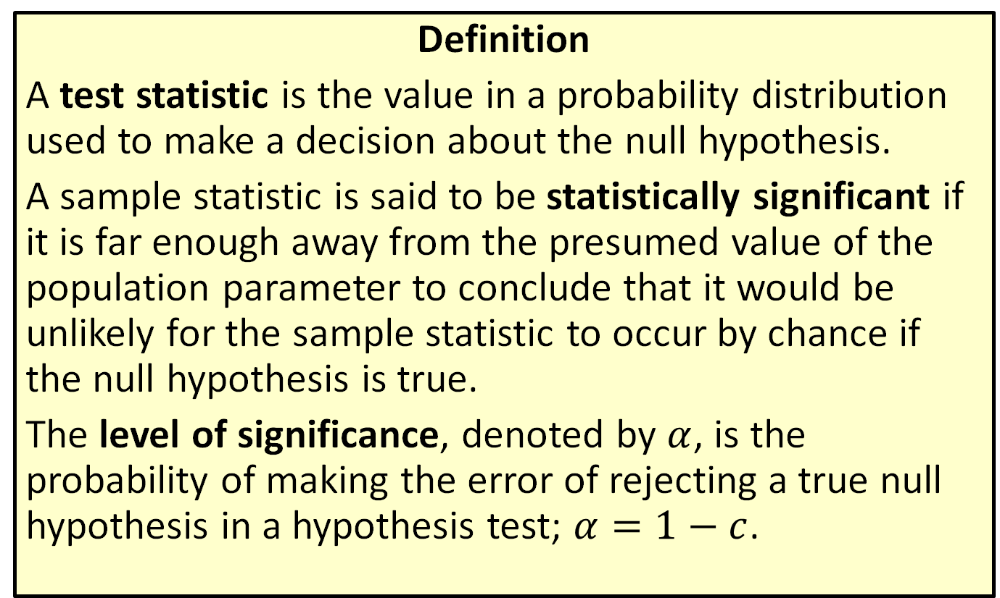 Definition
A test statistic is the value in a probability distribution
used to make a decision about the null hypothesis.
A sample statistic is said to be statistically significant if
it is far enough away from the presumed value of the
population parameter to conclude that it would be
unlikely for the sample statistic to occur by chance if
the null hypothesis is true.
The level of significance, denoted by α, is the
probability of making the error of rejecting a true null
hypothesis in a hypothesis test; α = 1 − c.